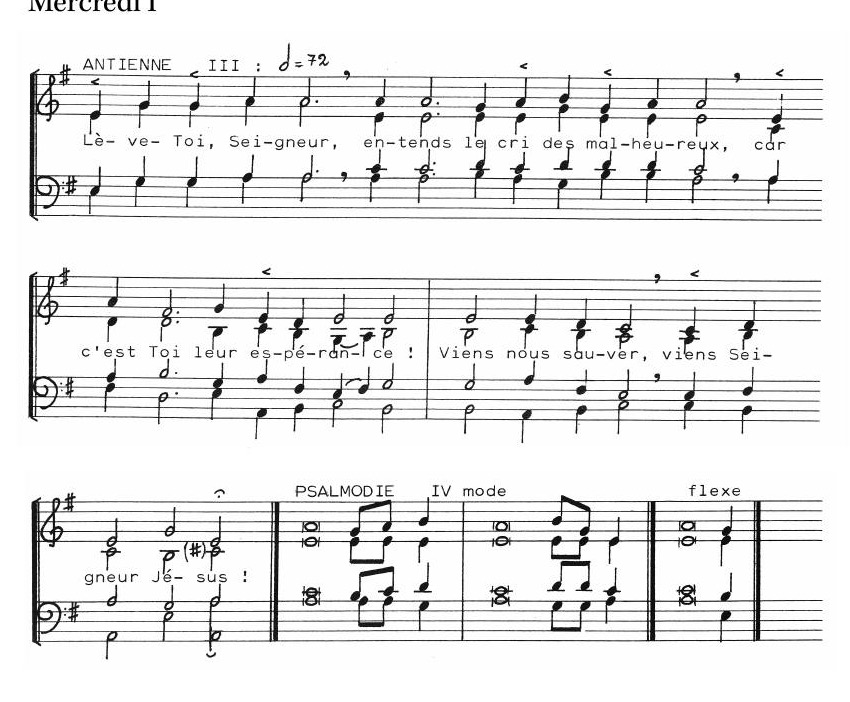 Mercredi I
ANTIENNE III : 𝅗𝅥 = 72
Lè- ve- Toi, Sei-gneur, en-tends le cri des mal-heu-reux, car
c'est Toi leur es-pé-ran- ce ! Viens nous sau-ver, viens Sei-
PSALMODIE IV mode flexe
gneur Jé- sus !